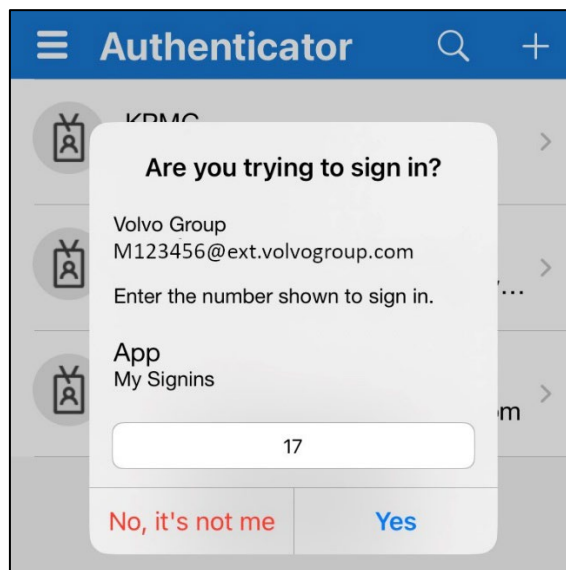 Authenticator
KPMG
Are you trying to sign in?
Volvo Group
M123456@ext.volvogroup.com
Enter the number shown to sign in.
App
My Signins
17
No, it's not me
Yes